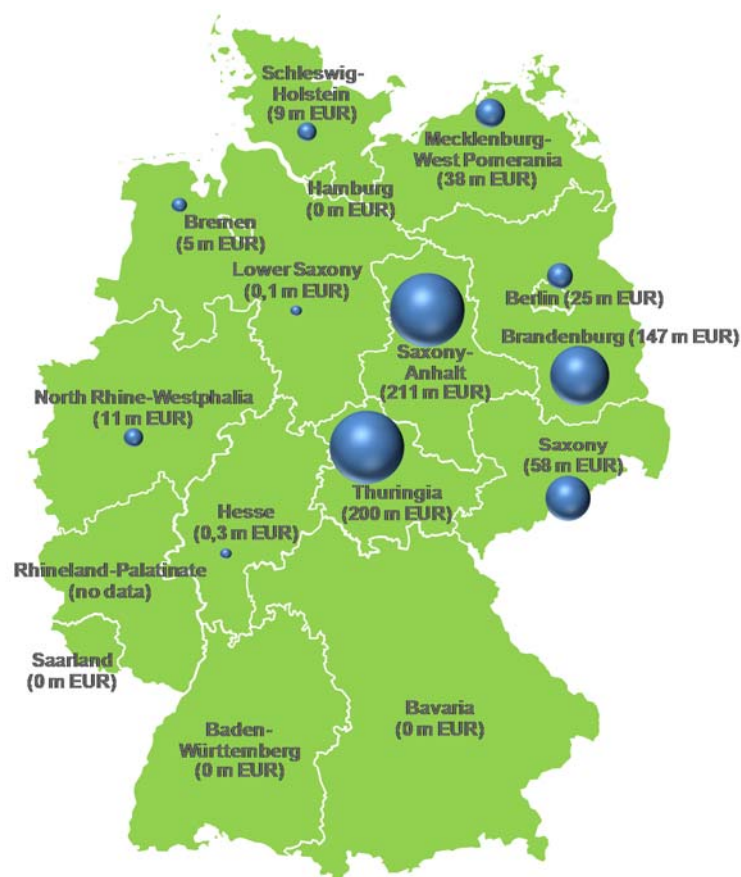 Schleswig-
Holstein
(9 m EUR)
Mecklenburg-
West Pomerania
(38 m EUR)
Hamburg
(0 m EUR)
Bremen
(5 m EUR)
Lower Saxony
(0,1 m EUR)
Berlin (25 m EUR)
Brandenburg (147 m EUR)
Saxony-
Anhalt
(211 m EUR)
North Rhine-Westphalia
(11 m EUR)
Saxony
(58 m EUR)
Thuringia
(200 m EUR)
Hesse
(0,3 m EUR)
Rhineland-Palatinate
(no data)
Saarland
(0 m EUR)
Bavaria
(0 m EUR)
Baden-
Württemberg
(0 m EUR)